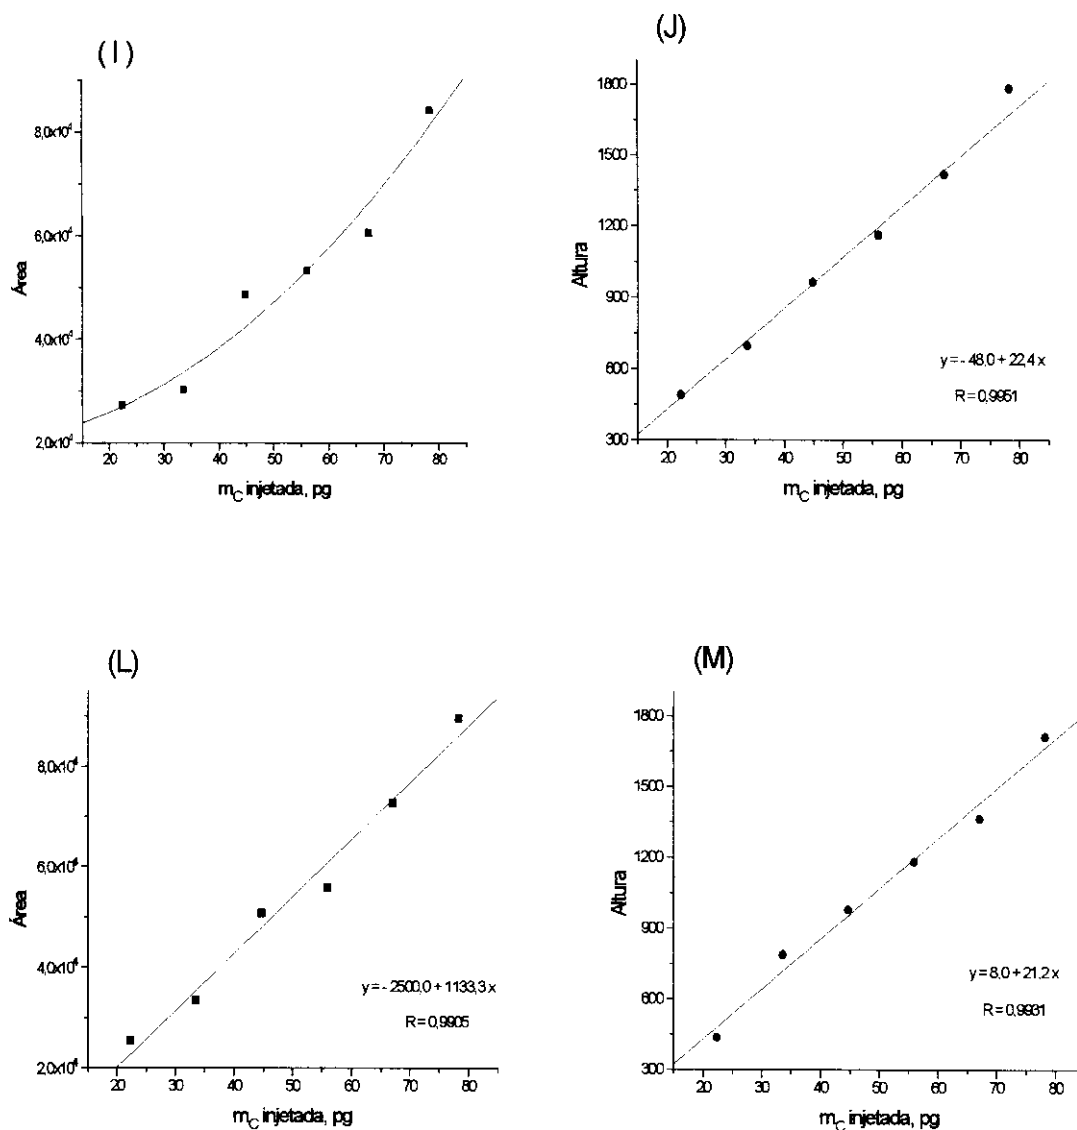 (I)
8,0x10⁴
6,0x10⁴
4,0x10⁴
2,0x10⁴
Área
20 30 40 50 60 70 80
m_C injetada, pg
(J)
1800
1500
1200
900
600
300
Altura
y = - 48,0 + 22,4 x
R = 0,9951
20 30 40 50 60 70 80
m_C injetada, pg
(L)
8,0x10⁴
6,0x10⁴
4,0x10⁴
2,0x10⁴
Área
y = - 2500,0 + 1133,3 x
R = 0,9905
20 30 40 50 60 70 80
m_C injetada, pg
(M)
1800
1500
1200
900
600
300
Altura
y = 8,0 + 21,2 x
R = 0,9931
20 30 40 50 60 70 80
m_C injetada, pg